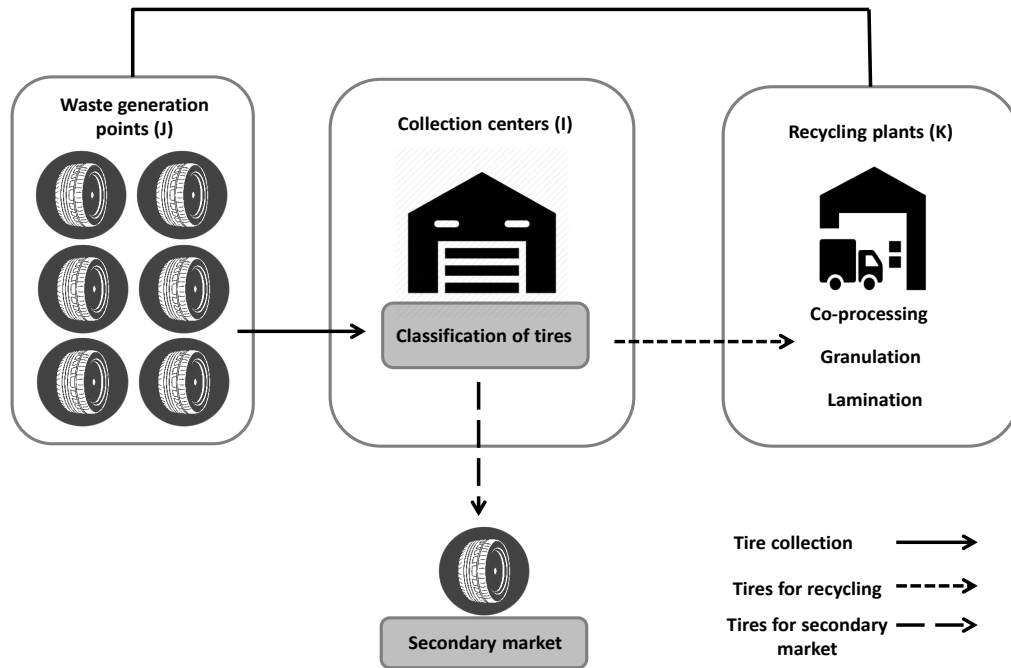 Waste generation
points (J)
Collection centers (I)
Recycling plants (K)
Classification of tires
Co-processing
Granulation
Lamination
Secondary market
Tire collection
Tires for recycling
Tires for secondary
market